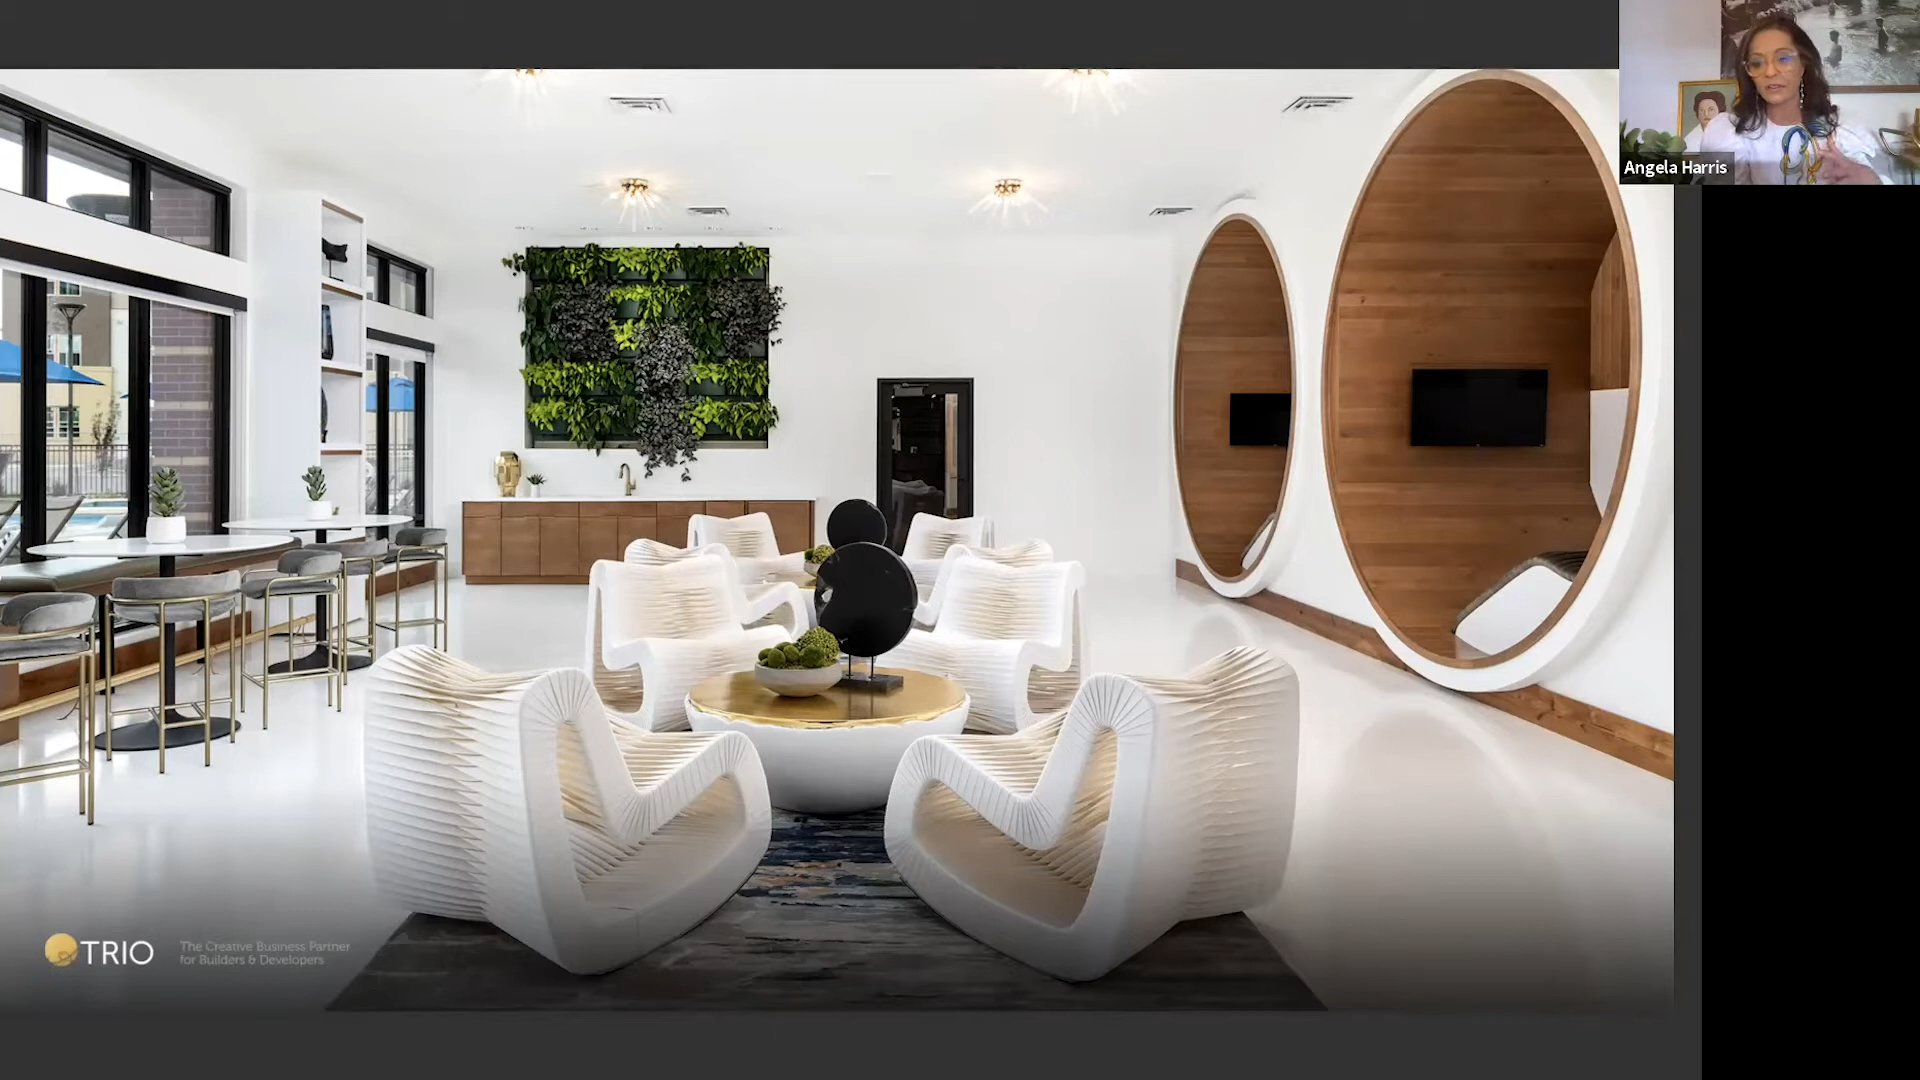 Angela Harris
TRIO
The Creative Business Partner
for Builders & Developers